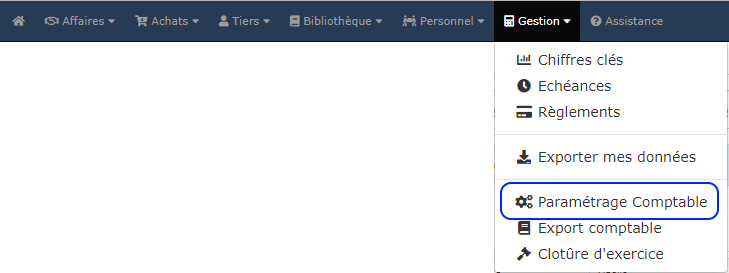 Affaires Achats Tiers Bibliothèque Personnel Gestion Assistance
Chiffres clés
Echéances
Règlements
Exporter mes données
Paramétrage Comptable
Export comptable
Clotûre d'exercice